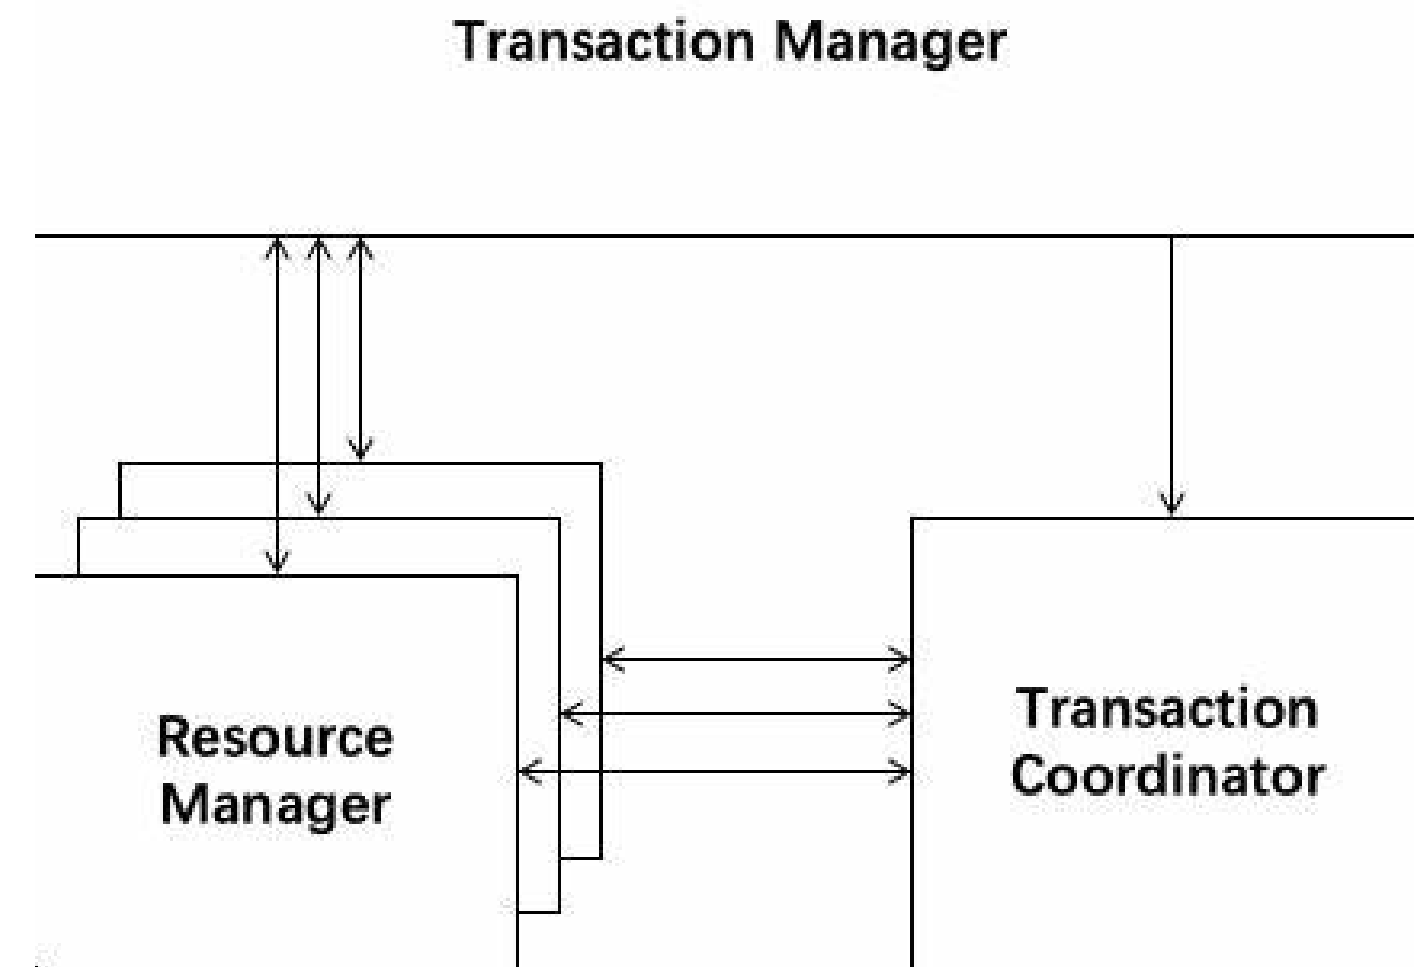 Transaction Manager
Resource
Manager
Transaction
Coordinator